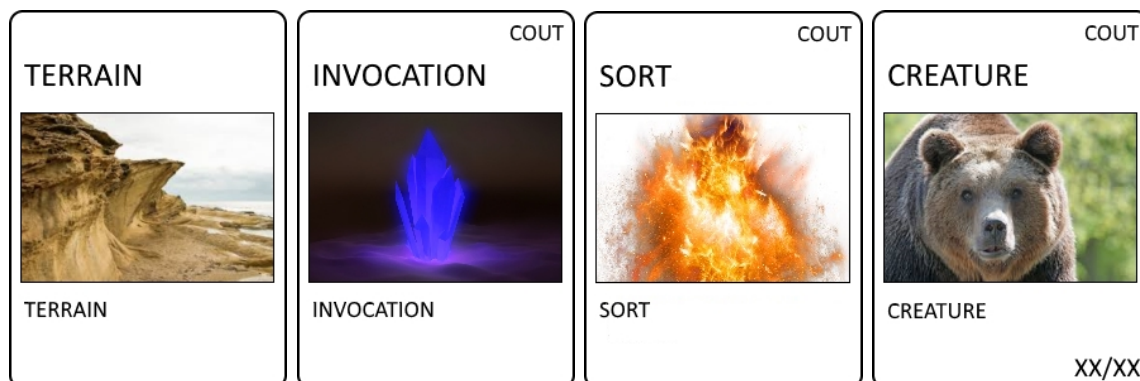 TERRAIN
TERRAIN
COUT
INVOCATION
INVOCATION
COUT
SORT
SORT
COUT
CREATURE
CREATURE
XX/XX